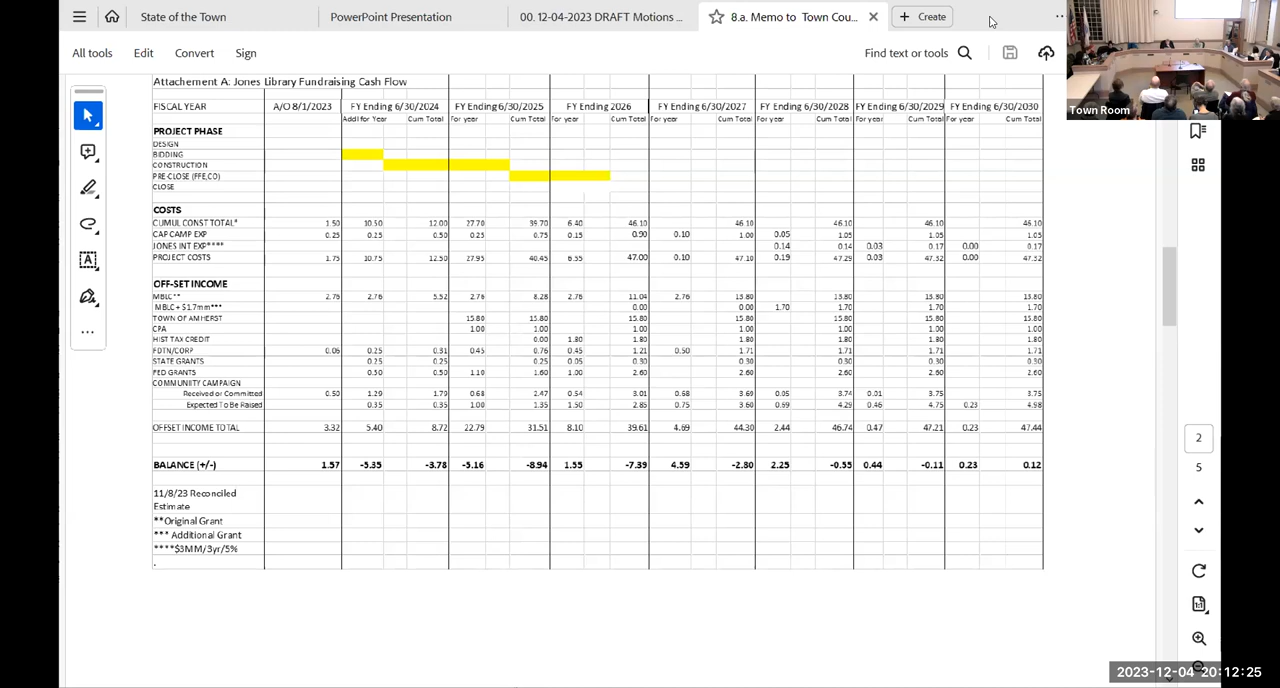 State of the Town PowerPoint Presentation 00. 12-04-2023 DRAFT Motions ... 8.a. Memo to Town Cou... Create
All tools Edit Convert Sign Find text or tools
Town Room
Attachement A: Jones Library Fundraising Cash Flow
FISCAL YEAR A/O 8/1/2023 FY Ending 6/30/2024 FY Ending 6/30/2025 FY Ending 2026 FY Ending 6/30/2027 FY Ending 6/30/2028 FY Ending 6/30/2029 FY Ending 6/30/2030
Addl for Year Cum Total For year Cum Total For year Cum Total For year Cum Total For year Cum Total For year Cum Total For year Cum Total
PROJECT PHASE
DESIGN
BIDDING
CONSTRUCTION
PRE-CLOSE (FFE,CO)
CLOSE
COSTS
CUMUL CONST TOTAL* 1.50 10.50 12.00 27.70 39.70 6.40 46.10 46.10 46.10 46.10 46.10
CAP CAMP EXP 0.25 0.25 0.50 0.25 0.75 0.15 0.90 0.10 1.00 0.05 1.05 1.05 1.05
JONES INT EXP**** 0.14 0.14 0.03 0.17 0.00 0.17
PROJECT COSTS 1.75 10.75 12.50 27.95 40.45 6.55 47.00 0.10 47.10 0.19 47.29 0.03 47.32 0.00 47.32
OFF-SET INCOME
MBLC** 2.76 2.76 5.52 2.76 8.28 2.76 11.04 2.76 13.80 13.80 13.80 13.80
MBLC + $1.7mm*** 0.00 0.00 1.70 1.70 1.70 1.70
TOWN OF AMHERST 15.80 15.80 15.80 15.80 15.80 15.80 15.80
CPA 1.00 1.00 1.00 1.00 1.00 1.00 1.00
HIST TAX CREDIT 0.00 1.80 1.80 1.80 1.80 1.80 1.80
FDTN/CORP 0.06 0.25 0.31 0.45 0.76 0.45 1.21 0.50 1.71 1.71 1.71 1.71
STATE GRANTS 0.25 0.25 0.25 0.05 0.30 0.30 0.30 0.30 0.30
FED GRANTS 0.50 0.50 1.10 1.60 1.00 2.60 2.60 2.60 2.60 2.60
COMMUNITY CAMPAIGN
Received or Committed 0.50 1.29 1.79 0.68 2.47 0.54 3.01 0.68 3.69 0.05 3.74 0.01 3.75 3.75
Expected To Be Raised 0.35 0.35 1.00 1.35 1.50 2.85 0.75 3.60 0.69 4.29 0.46 4.75 0.23 4.98
OFFSET INCOME TOTAL 3.32 5.40 8.72 22.79 31.51 8.10 39.61 4.69 44.30 2.44 46.74 0.47 47.21 0.23 47.44
BALANCE (+/-) 1.57 -5.35 -3.78 -5.16 -8.94 1.55 -7.39 4.59 -2.80 2.25 -0.55 0.44 -0.11 0.23 0.12
11/8/23 Reconciled
Estimate
**Original Grant
*** Additional Grant
****$3MM/3yr/5%
.
2
5
2023-12-04 20:12:25